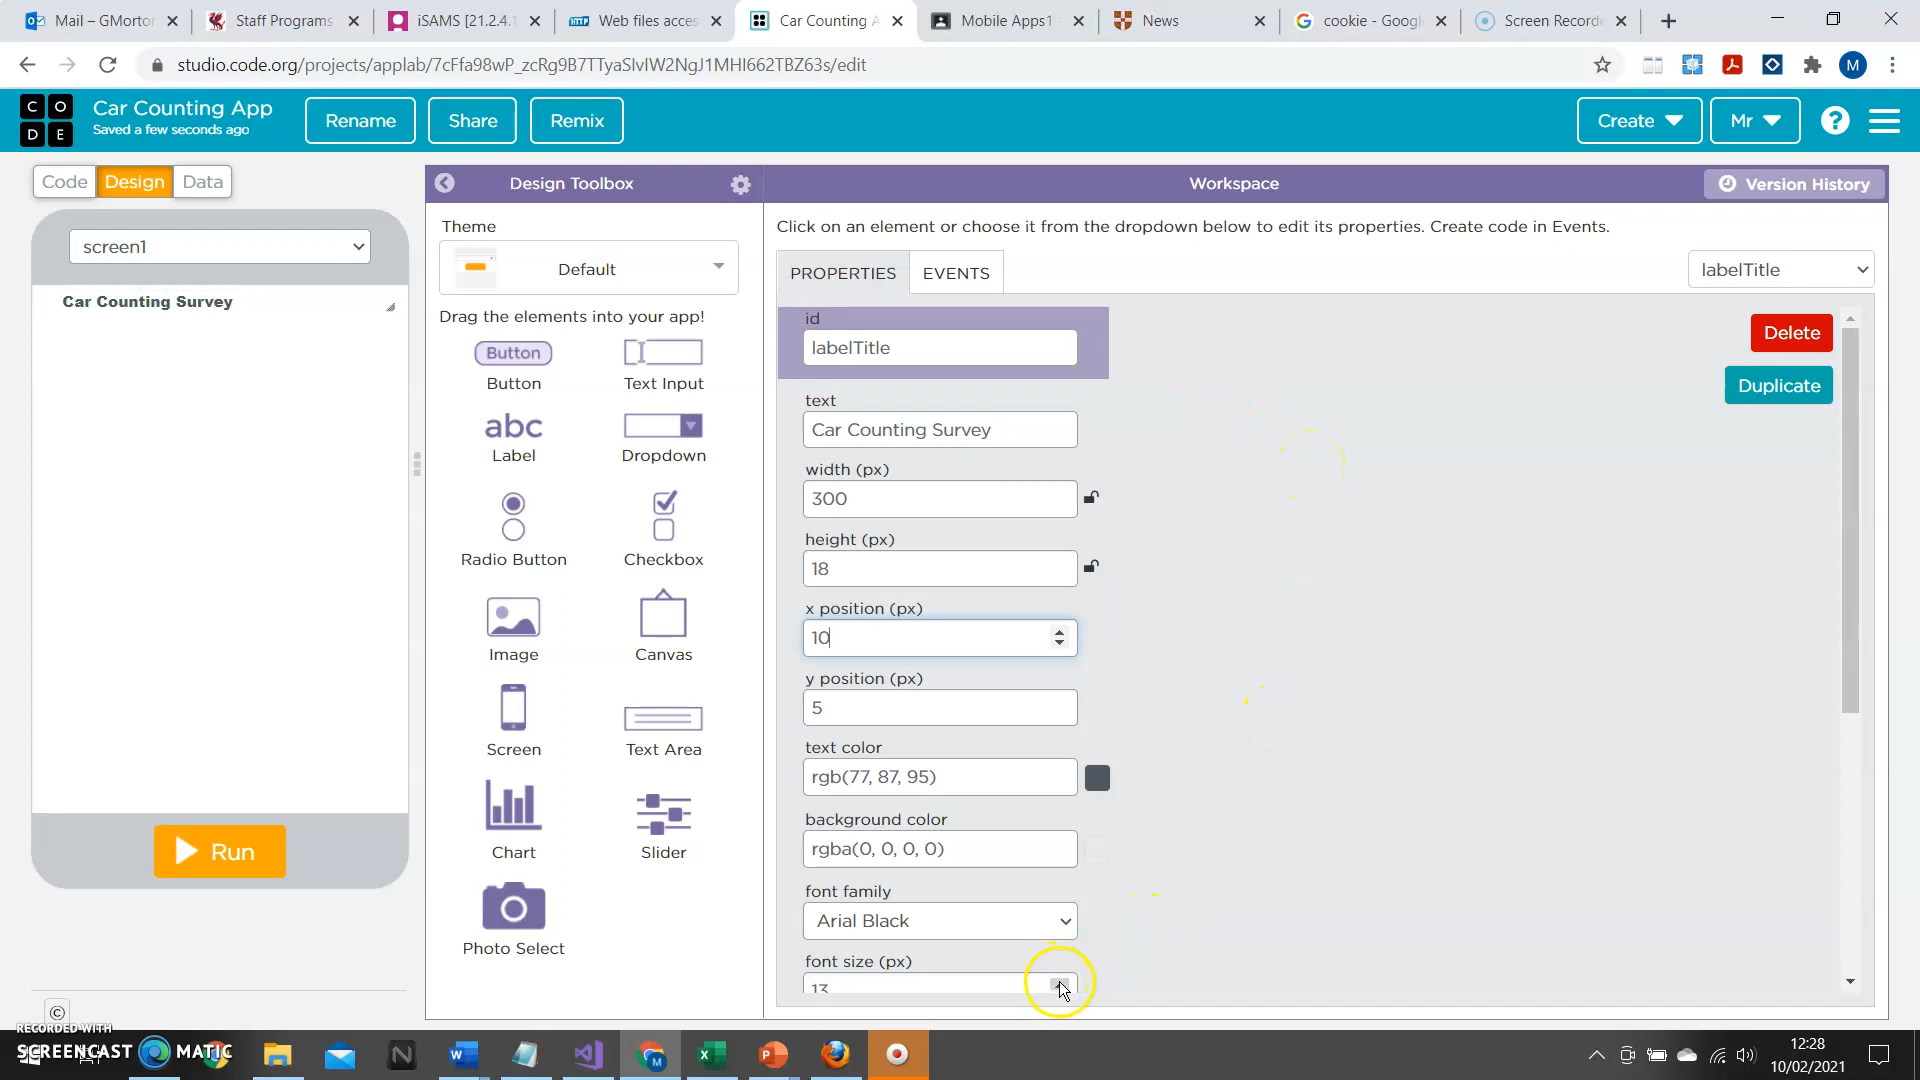 Mail – GMorto
Staff Programs
iSAMS [21.2.4.1
Web files acces
Car Counting A
Mobile Apps1
News
cookie - Googl
Screen Record
studio.code.org/projects/applab/7cFfa98wP_zcRg9B7TTyaSlvIW2NgJ1MHI662TBZ63s/edit
M
C O
D E
Car Counting App
Saved a few seconds ago
Rename
Share
Remix
Create
Mr
?
Code
Design
Data
Design Toolbox
Workspace
Version History
screen1
Car Counting Survey
Run
©
Theme
Default
Drag the elements into your app!
Button
Button
Text Input
abc
Label
Dropdown
Radio Button
Checkbox
Image
Canvas
Screen
Text Area
Chart
Slider
Photo Select
Click on an element or choose it from the dropdown below to edit its properties. Create code in Events.
PROPERTIES
EVENTS
labelTitle
Delete
Duplicate
id
labelTitle
text
Car Counting Survey
width (px)
300
height (px)
18
x position (px)
10
y position (px)
5
text color
rgb(77, 87, 95)
background color
rgba(0, 0, 0, 0)
font family
Arial Black
font size (px)
13
RECORDED WITH
SCREENCAST MATIC
12:28
10/02/2021